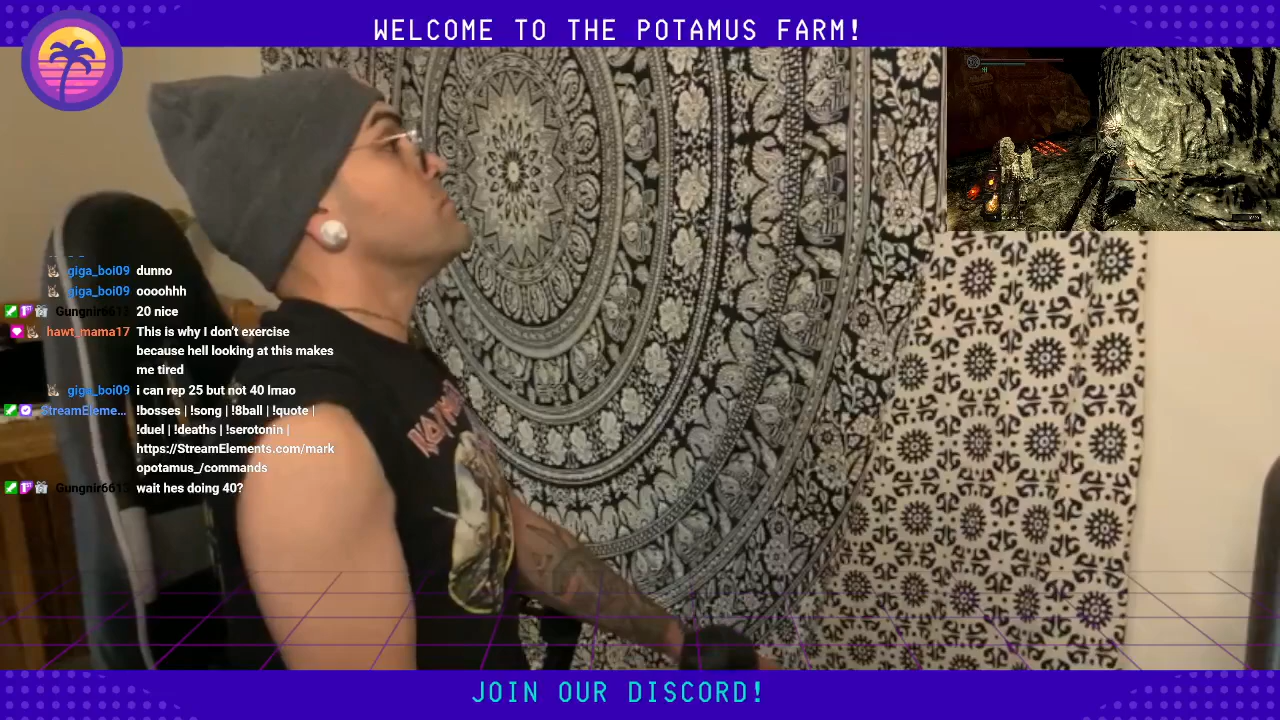 WELCOME TO THE POTAMUS FARM!
giga_boi09 dunno
giga_boi09 oooohhh
20 nice
hawt_mama17 This is why I don't exercise
because hell looking at this makes
me tired
giga_boi09 i can rep 25 but not 40 lmao
StreamEleme... !bosses | !song | !8ball | !quote |
!duel | !deaths | !serotonin |
https://StreamElements.com/mark
opotamus_/commands
wait hes doing 40?
JOIN OUR DISCORD!